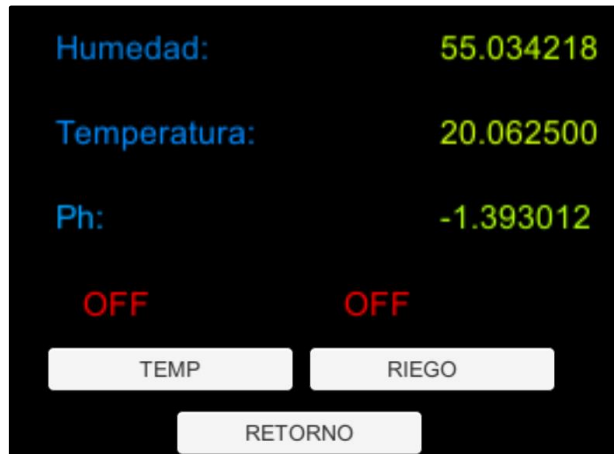 Humedad: 55.034218
Temperatura: 20.062500
Ph: -1.393012
OFF OFF
TEMP RIEGO
RETORNO